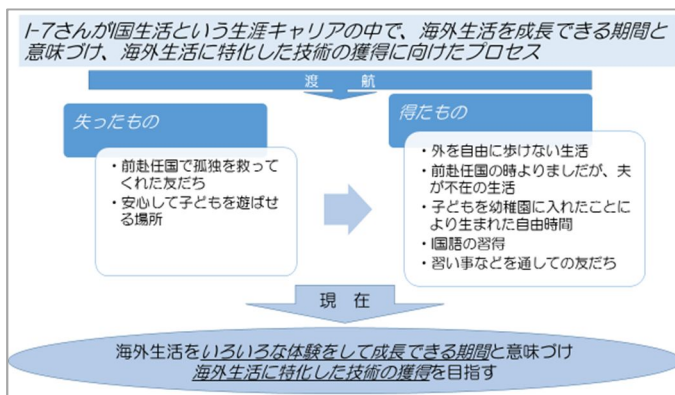 I-7さんがI国生活という生涯キャリアの中で、海外生活を成長できる期間と
意味づけ、海外生活に特化した技術の獲得に向けたプロセス
渡　航
失ったもの
・前赴任国で孤独を救って
くれた友だち
・安心して子どもを遊ばせ
る場所
得たもの
・外を自由に歩けない生活
・前赴任国の時よりましだが、夫
が不在の生活
・子どもを幼稚園に入れたことに
より生まれた自由時間
・I国語の習得
・習い事などを通しての友だち
現　在
海外生活をいろいろな体験をして成長できる期間と意味づけ
海外生活に特化した技術の獲得を目指す